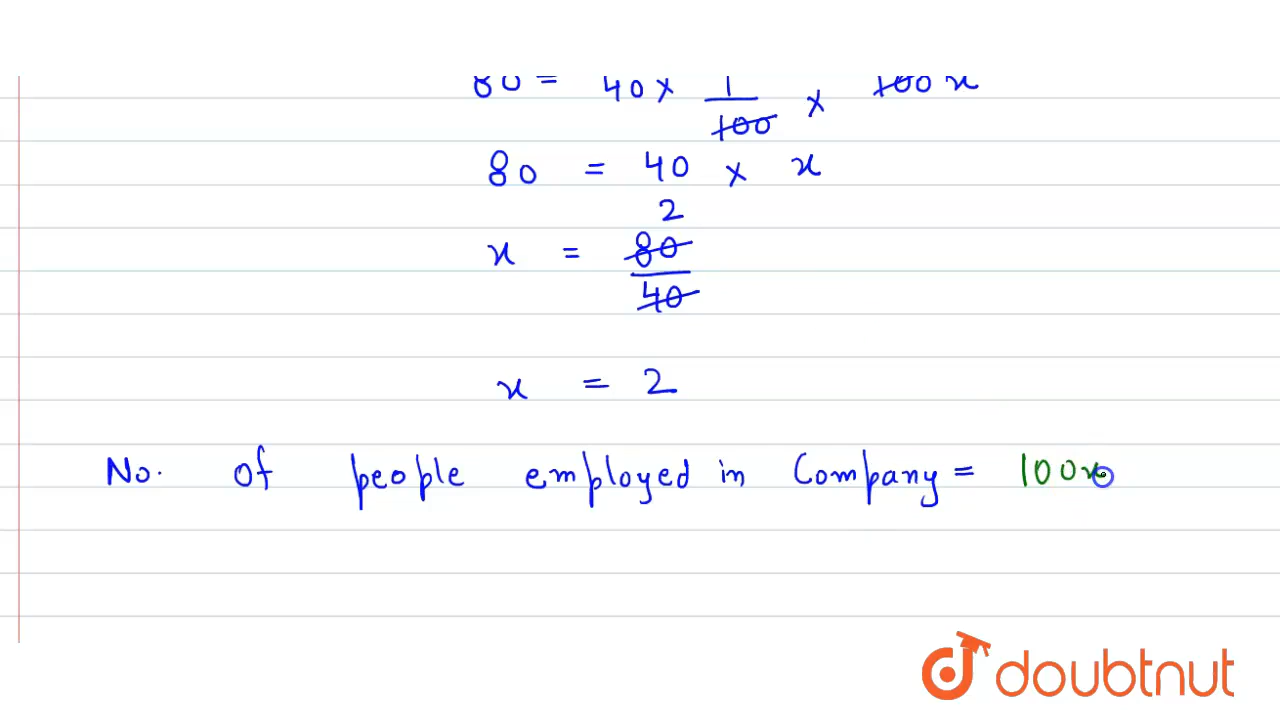 80 = 40 × 1/100 × 100x
80 = 40 × x
2
x = 80/40
x = 2
No. of people employed in Company = 100x
doubtnut